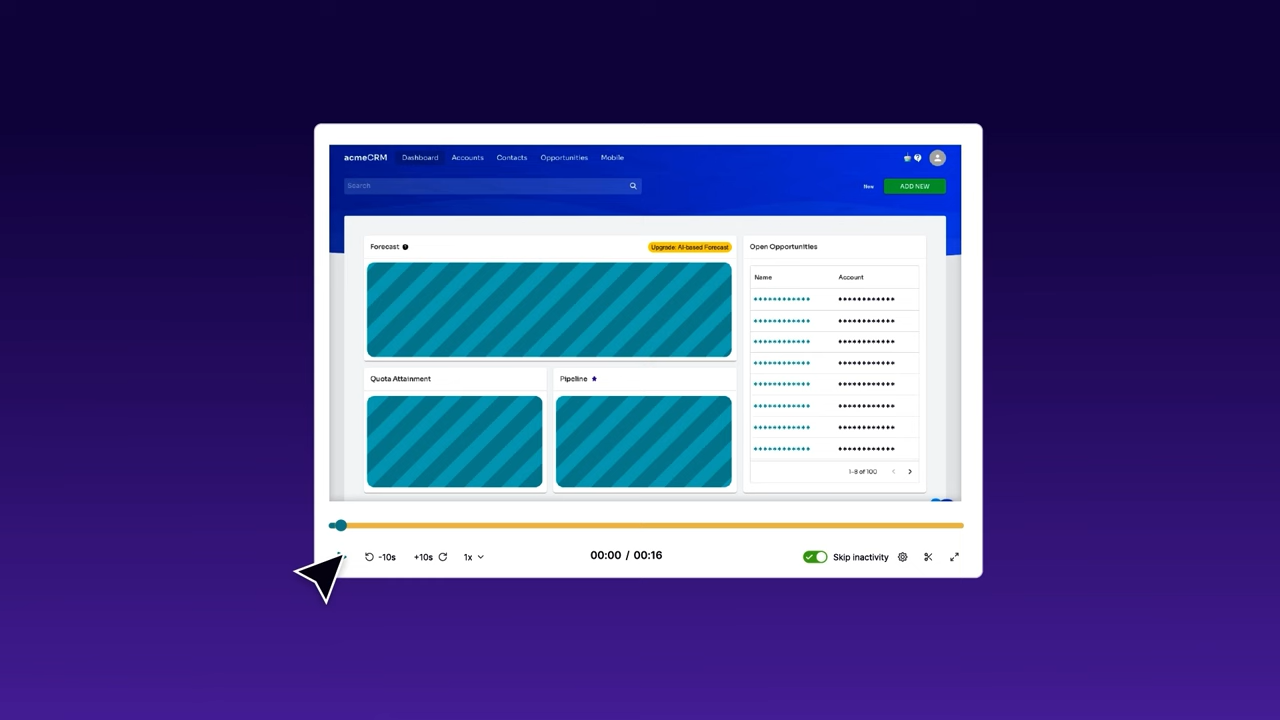 acmeCRM Dashboard Accounts Contacts Opportunities Mobile
Search
New
ADD NEW
Forecast
Upgrade: AI-based Forecast
Open Opportunities
Name Account
************ ************
************ ************
************ ************
************ ************
************ ************
************ ************
************ ************
************ ************
1-8 of 100
Quota Attainment
Pipeline
-10s +10s 1x 00:00 / 00:16 Skip inactivity